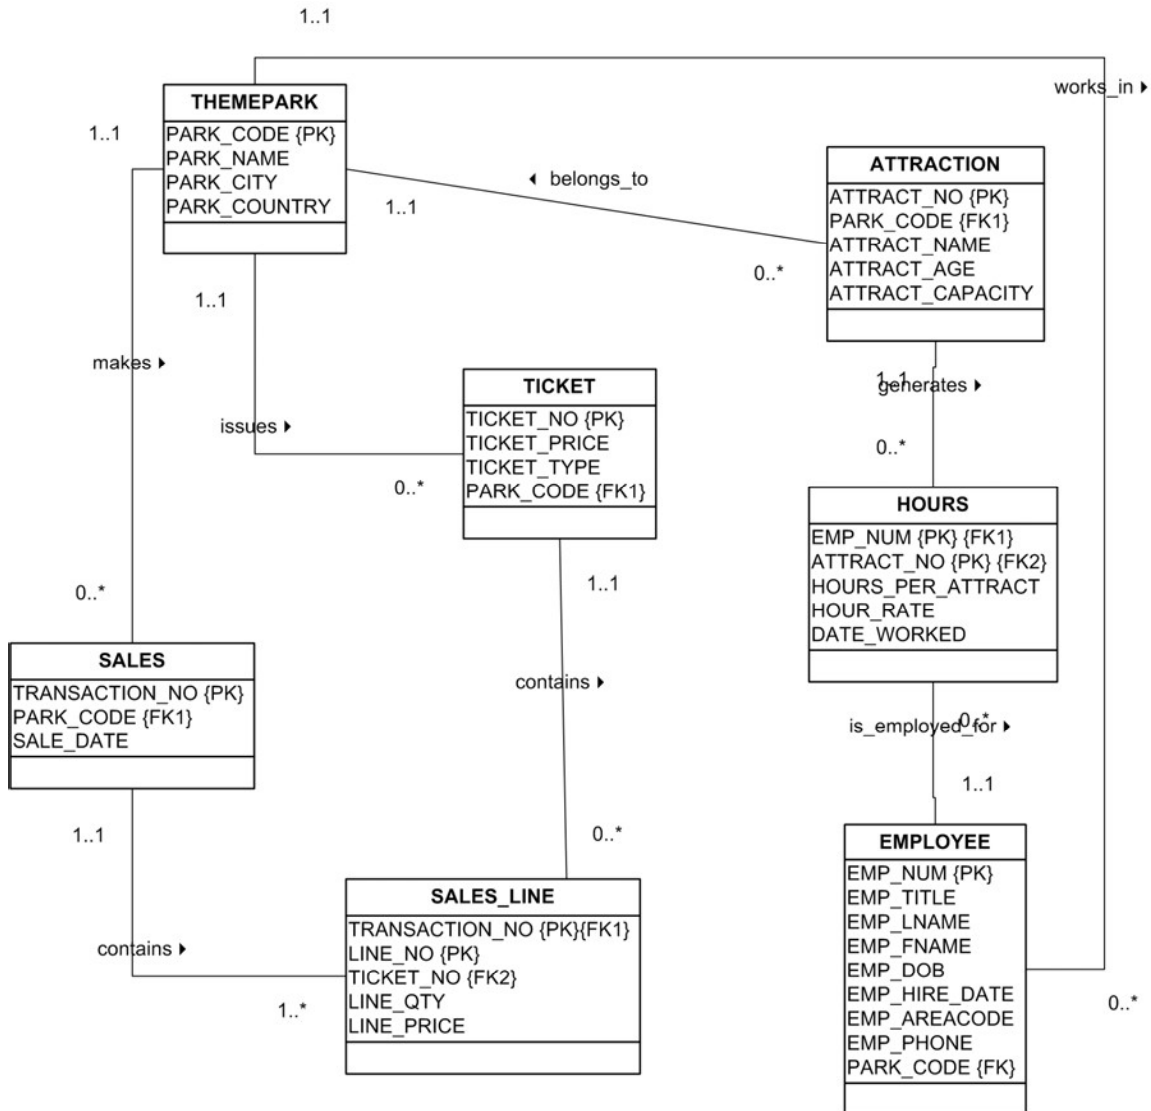 1..1
works_in ▸
THEMEPARK
PARK_CODE {PK}
PARK_NAME
PARK_CITY
PARK_COUNTRY
1..1
1..1
1..1
◂ belongs_to
0..*
ATTRACTION
ATTRACT_NO {PK}
PARK_CODE {FK1}
ATTRACT_NAME
ATTRACT_AGE
ATTRACT_CAPACITY
makes ▸
issues ▸
0..*
TICKET
TICKET_NO {PK}
TICKET_PRICE
TICKET_TYPE
PARK_CODE {FK1}
1..1
1..1
generates ▸
0..*
HOURS
EMP_NUM {PK} {FK1}
ATTRACT_NO {PK} {FK2}
HOURS_PER_ATTRACT
HOUR_RATE
DATE_WORKED
0..*
SALES
TRANSACTION_NO {PK}
PARK_CODE {FK1}
SALE_DATE
1..1
contains ▸
0..*
0..*
is_employed_for ▸
1..1
EMPLOYEE
EMP_NUM {PK}
EMP_TITLE
EMP_LNAME
EMP_FNAME
EMP_DOB
EMP_HIRE_DATE
EMP_AREACODE
EMP_PHONE
PARK_CODE {FK}
0..*
contains ▸
1..*
SALES_LINE
TRANSACTION_NO {PK}{FK1}
LINE_NO {PK}
TICKET_NO {FK2}
LINE_QTY
LINE_PRICE